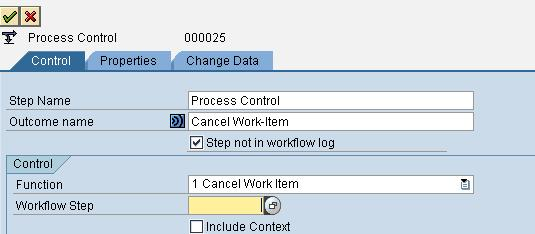 Process Control 000025
Control Properties Change Data
Step Name Process Control
Outcome name Cancel Work-Item
Step not in workflow log
Control
Function 1 Cancel Work Item
Workflow Step
Include Context